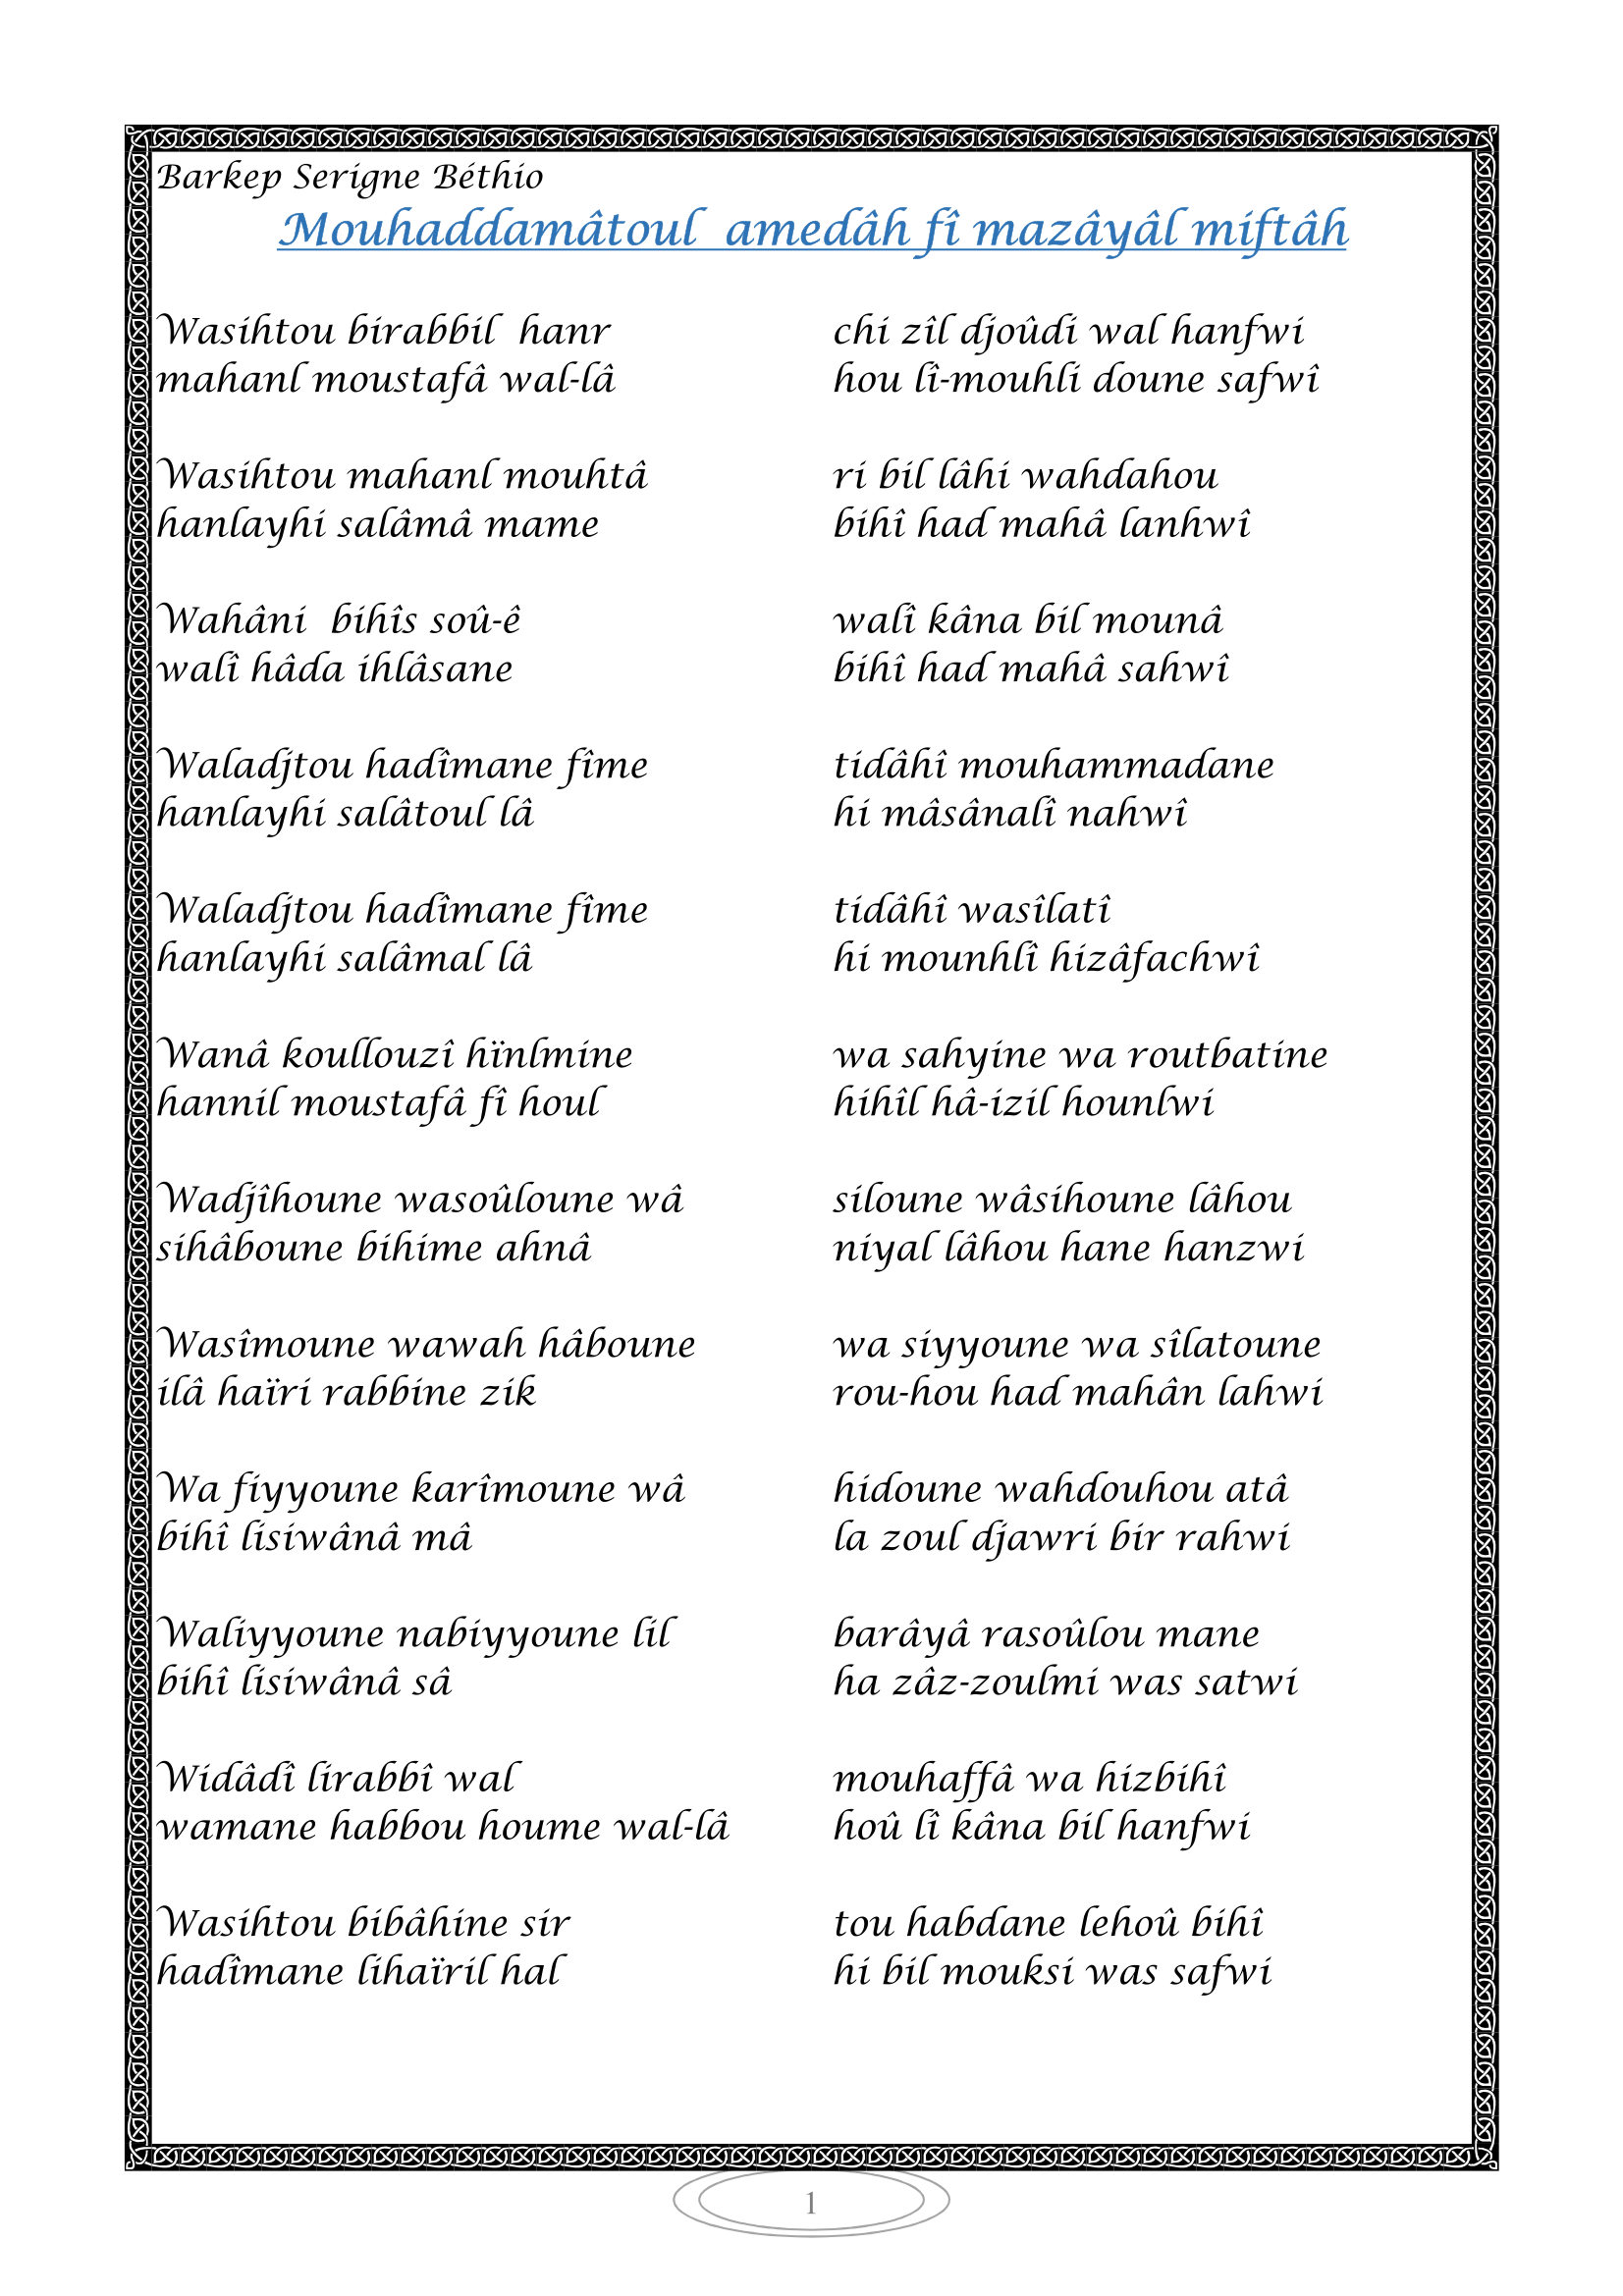 Barkep Serigne Béthio
Mouhaddamâtoul amedâh fî mazâyâl miftâh
Wasihtou birabbil hanr chi zîl djoûdi wal hanfwi
mahanl moustafâ wal-lâ hou lî-mouhli doune safwî
Wasihtou mahanl mouhtâ ri bil lâhi wahdahou
hanlayhi salâmâ mame bihî had mahâ lanhwî
Wahâni bihîs soû-ê walî kâna bil mounâ
walî hâda ihlâsane bihî had mahâ sahwî
Waladjtou hadîmane fîme tidâhî mouhammadane
hanlayhi salâtoul lâ hi mâsânalî nahwî
Waladjtou hadîmane fîme tidâhî wasîlatî
hanlayhi salâmal lâ hi mounhlî hizâfachwî
Wanâ koullouzî hïnlmine wa sahyine wa routbatine
hannil moustafâ fî houl hihîl hâ-izil hounlwi
Wadjîhoune wasoûloune wâ siloune wâsihoune lâhou
sihâboune bihime ahnâ niyal lâhou hane hanzwi
Wasîmoune wawah hâboune wa siyyoune wa sîlatoune
ilâ haïri rabbine zik rou-hou had mahân lahwi
Wa fiyyoune karîmoune wâ hidoune wahdouhou atâ
bihî lisiwânâ mâ la zoul djawri bir rahwi
Waliyyoune nabiyyoune lil barâyâ rasoûlou mane
bihî lisiwânâ sâ ha zâz-zoulmi was satwi
Widâdî lirabbî wal mouhaffâ wa hizbihî
wamane habbou houme wal-lâ hoû lî kâna bil hanfwi
Wasihtou bibâhine sir tou habdane lehoû bihî
hadîmane lihaïril hal hi bil mouksi was safwi
1